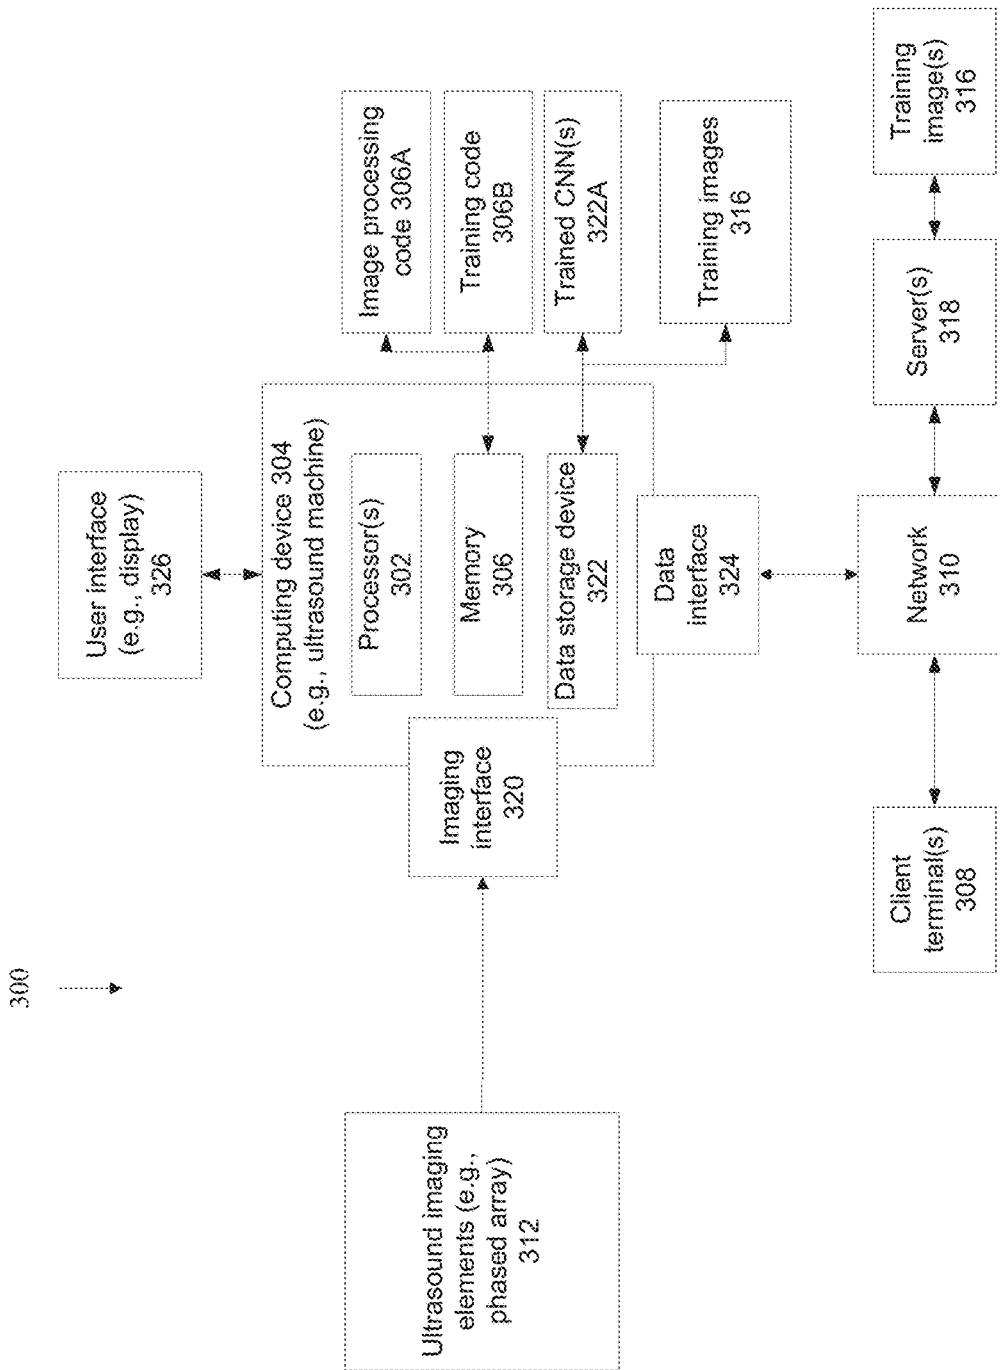 300
User interface
(e.g., display)
326
Computing device 304
(e.g., ultrasound machine)
Processor(s)
302
Memory
306
Data storage device
322
Imaging
interface
320
Data
interface
324
Image processing
code 306A
Training code
306B
Trained CNN(s)
322A
Training images
316
Ultrasound imaging
elements (e.g.,
phased array)
312
Client
terminal(s)
308
Network
310
Server(s)
318
Training
image(s)
316